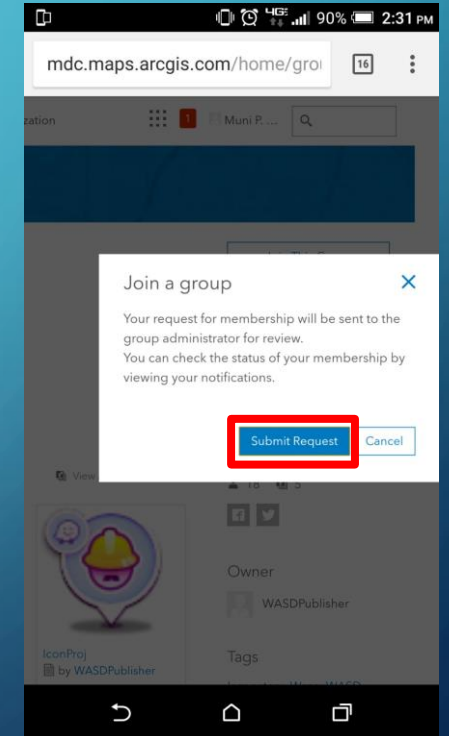 4GE 90% 2:31 PM
mdc.maps.arcgis.com/home/grou 16
zation 1 Muni P. ...
Join a group
Your request for membership will be sent to the
group administrator for review.
You can check the status of your membership by
viewing your notifications.
Submit Request Cancel
View
18 5
Owner
WASDPublisher
IconProj
by WASDPublisher
Tags